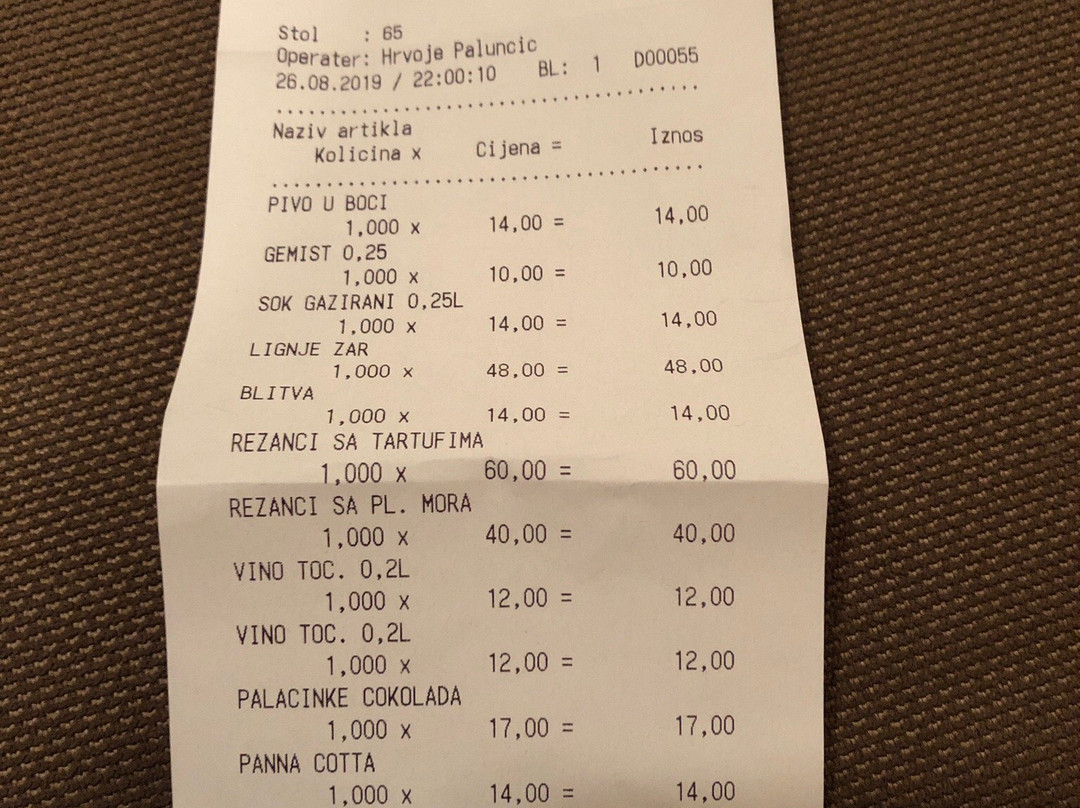 Stol : 65
Operater: Hrvoje Paluncic
26.08.2019 / 22:00:10 BL: 1 D00055
Naziv artikla
Kolicina x Cijena = Iznos
PIVO U BOCI
1,000 x 14,00 = 14,00
GEMIST 0,25
1,000 x 10,00 = 10,00
SOK GAZIRANI 0,25L
1,000 x 14,00 = 14,00
LIGNJE ZAR
1,000 x 48,00 = 48,00
BLITVA
1,000 x 14,00 = 14,00
REZANCI SA TARTUFIMA
1,000 x 60,00 = 60,00
REZANCI SA PL. MORA
1,000 x 40,00 = 40,00
VINO TOC. 0,2L
1,000 x 12,00 = 12,00
VINO TOC. 0,2L
1,000 x 12,00 = 12,00
PALACINKE COKOLADA
1,000 x 17,00 = 17,00
PANNA COTTA
1,000 x 14,00 = 14,00